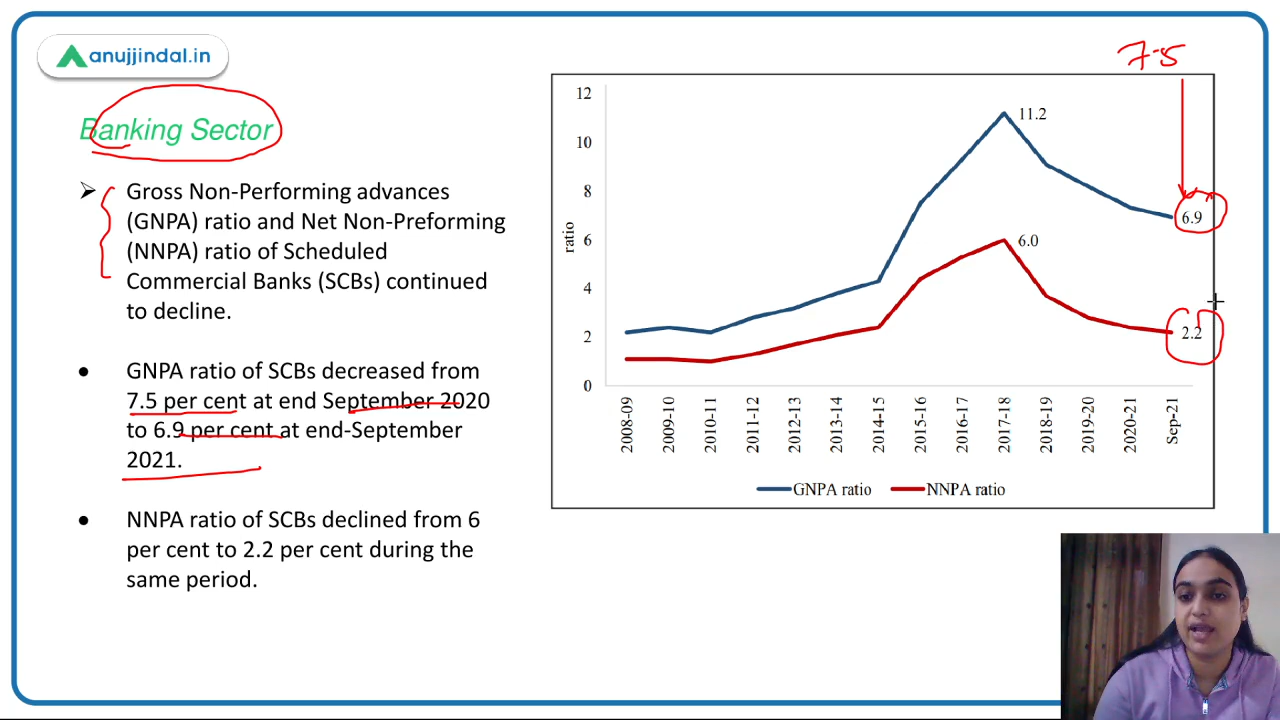 anujjindal.in
Banking Sector
➢ Gross Non-Performing advances
(GNPA) ratio and Net Non-Preforming
(NNPA) ratio of Scheduled
Commercial Banks (SCBs) continued
to decline.
● GNPA ratio of SCBs decreased from
7.5 per cent at end September 2020
to 6.9 per cent at end-September
2021.
● NNPA ratio of SCBs declined from 6
per cent to 2.2 per cent during the
same period.
7.5
12
10
8
6
4
2
0
ratio
11.2
6.9
6.0
2.2
2008-09
2009-10
2010-11
2011-12
2012-13
2013-14
2014-15
2015-16
2016-17
2017-18
2018-19
2019-20
2020-21
Sep-21
GNPA ratio
NNPA ratio